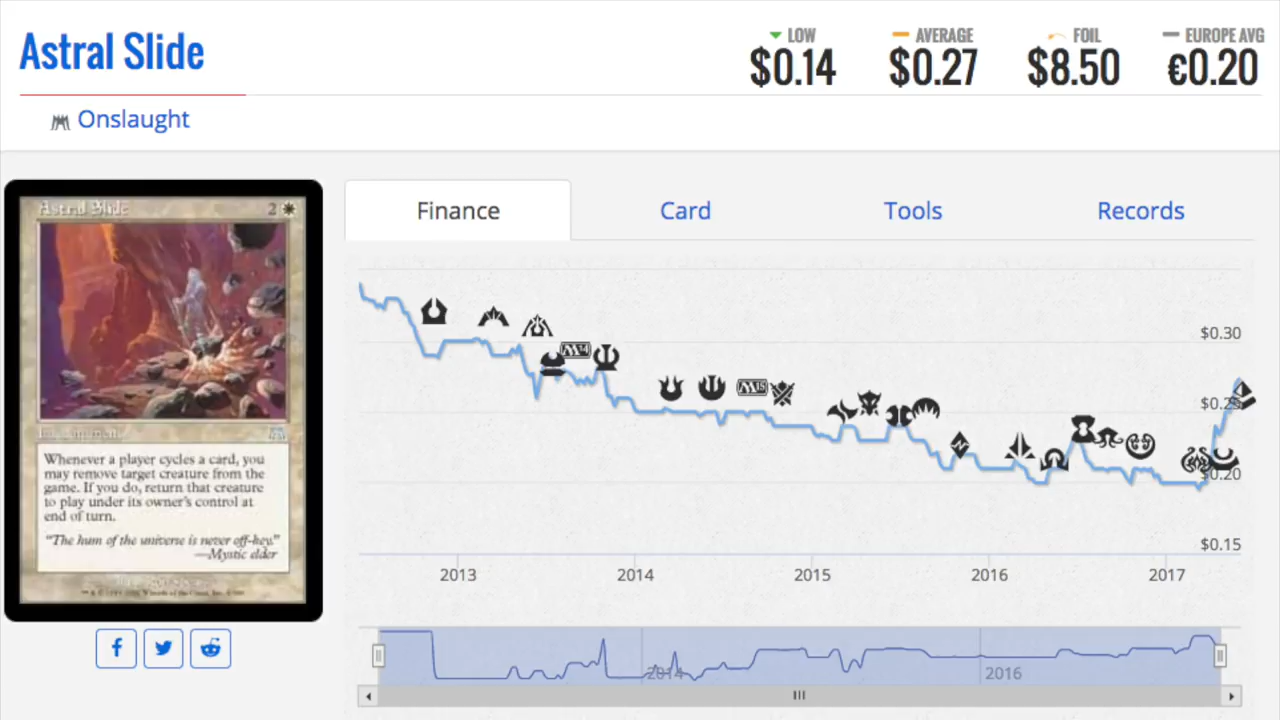 Astral Slide
LOW
AVERAGE
FOIL
EUROPE AVG
$0.14
$0.27
$8.50
€0.20
Onslaught
Astral Slide
2
Whenever a player cycles a card, you
may remove target creature from the
game. If you do, return that creature
to play under its owner's control at
end of turn.
"The hum of the universe is never off-key."
—Mystic elder
Finance
Card
Tools
Records
$0.30
$0.25
$0.20
$0.15
2013
2014
2015
2016
2017
2014
2016